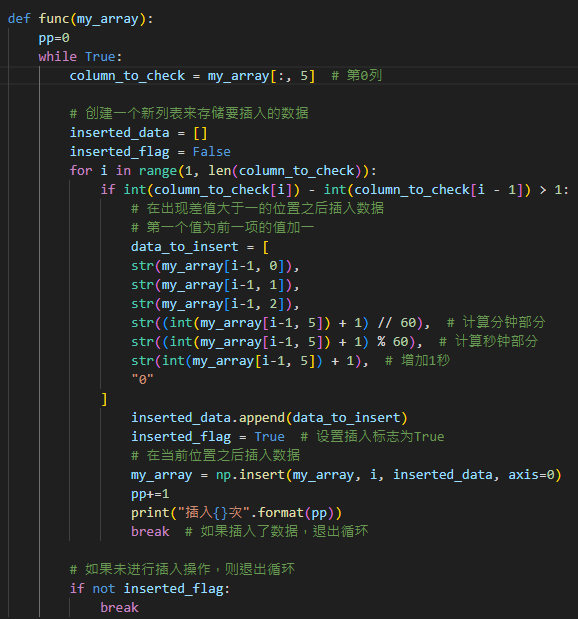 def func(my_array):
    pp=0
    while True:
        column_to_check = my_array[:, 5]  # 第0列

        # 创建一个新列表来存储要插入的数据
        inserted_data = []
        inserted_flag = False
        for i in range(1, len(column_to_check)):
            if int(column_to_check[i]) - int(column_to_check[i - 1]) > 1:
                # 在出现差值大于一的位置之后插入数据
                # 第一个值为前一项的值加一
                data_to_insert = [
                str(my_array[i-1, 0]),
                str(my_array[i-1, 1]),
                str(my_array[i-1, 2]),
                str((int(my_array[i-1, 5]) + 1) // 60),  # 计算分钟部分
                str((int(my_array[i-1, 5]) + 1) % 60),  # 计算秒钟部分
                str(int(my_array[i-1, 5]) + 1),  # 增加1秒
                "0"
            ]
                inserted_data.append(data_to_insert)
                inserted_flag = True  # 设置插入标志为True
                # 在当前位置之后插入数据
                my_array = np.insert(my_array, i, inserted_data, axis=0)
                pp+=1
                print("插入{}次".format(pp))
                break  # 如果插入了数据，退出循环

        # 如果未进行插入操作，则退出循环
        if not inserted_flag:
            break